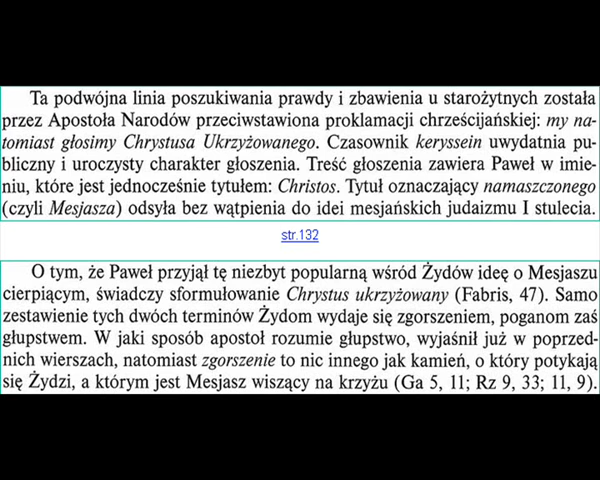 Ta podwójna linia poszukiwania prawdy i zbawienia u starożytnych została
przez Apostoła Narodów przeciwstawiona proklamacji chrześcijańskiej: my na-
tomiast głosimy Chrystusa Ukrzyżowanego. Czasownik keryssein uwydatnia pu-
bliczny i uroczysty charakter głoszenia. Treść głoszenia zawiera Paweł w imie-
niu, które jest jednocześnie tytułem: Christos. Tytuł oznaczający namaszczonego
(czyli Mesjasza) odsyła bez wątpienia do idei mesjańskich judaizmu I stulecia.
str.132
O tym, że Paweł przyjął tę niezbyt popularną wśród Żydów ideę o Mesjaszu
cierpiącym, świadczy sformułowanie Chrystus ukrzyżowany (Fabris, 47). Samo
zestawienie tych dwóch terminów Żydom wydaje się zgorszeniem, poganom zaś
głupstwem. W jaki sposób apostoł rozumie głupstwo, wyjaśnił już w poprzed-
nich wierszach, natomiast zgorszenie to nic innego jak kamień, o który potykają
się Żydzi, a którym jest Mesjasz wiszący na krzyżu (Ga 5, 11; Rz 9, 33; 11, 9).